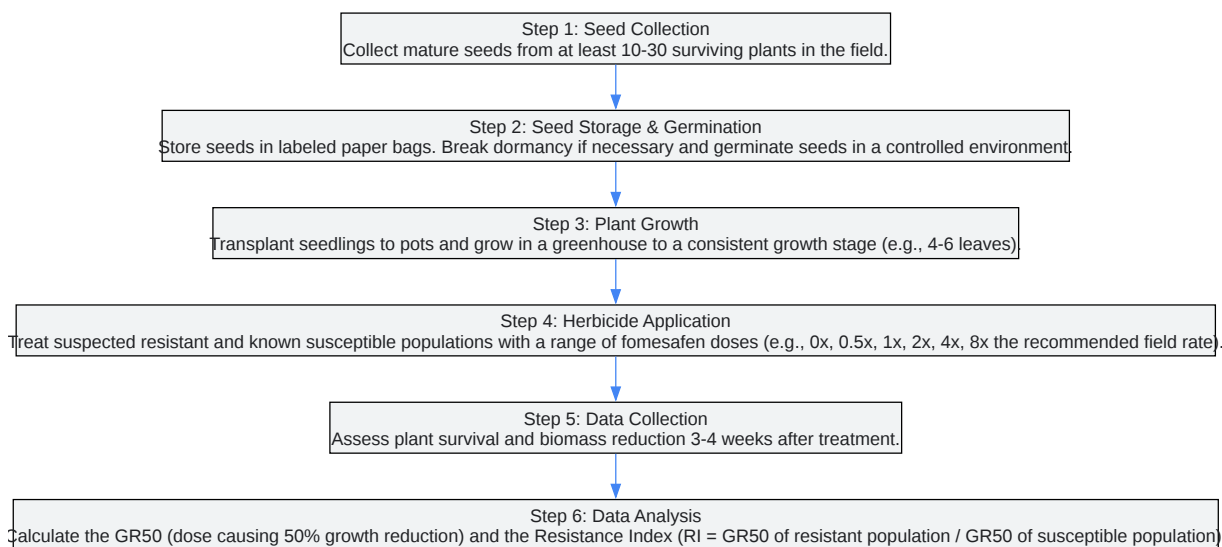 Step 1: Seed Collection
Collect mature seeds from at least 10-30 surviving plants in the field.
Step 2: Seed Storage & Germination
Store seeds in labeled paper bags. Break dormancy if necessary and germinate seeds in a controlled environment.
Step 3: Plant Growth
Transplant seedlings to pots and grow in a greenhouse to a consistent growth stage (e.g., 4-6 leaves).
Step 4: Herbicide Application
Treat suspected resistant and known susceptible populations with a range of fomesafen doses (e.g., 0x, 0.5x, 1x, 2x, 4x, 8x the recommended field rate).
Step 5: Data Collection
Assess plant survival and biomass reduction 3-4 weeks after treatment.
Step 6: Data Analysis
Calculate the GR50 (dose causing 50% growth reduction) and the Resistance Index (RI = GR50 of resistant population / GR50 of susceptible population)